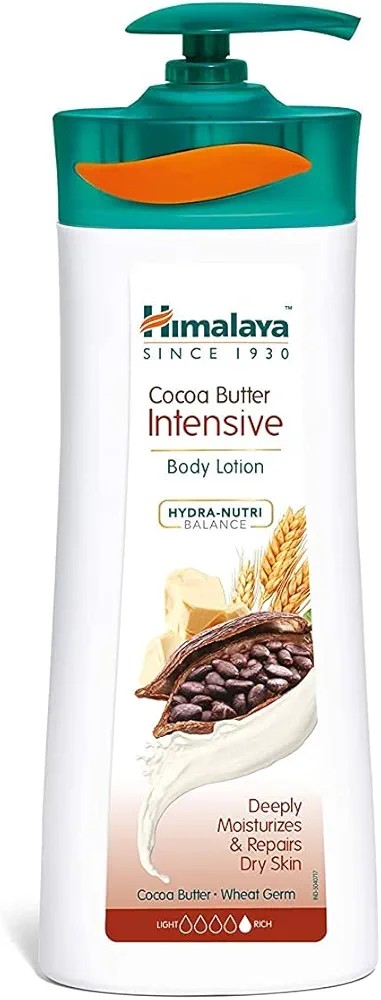 Himalaya™
SINCE 1930
Cocoa Butter
Intensive
Body Lotion
HYDRA-NUTRI
BALANCE
Deeply
Moisturizes
& Repairs
Dry Skin
Cocoa Butter · Wheat Germ
LIGHT RICH